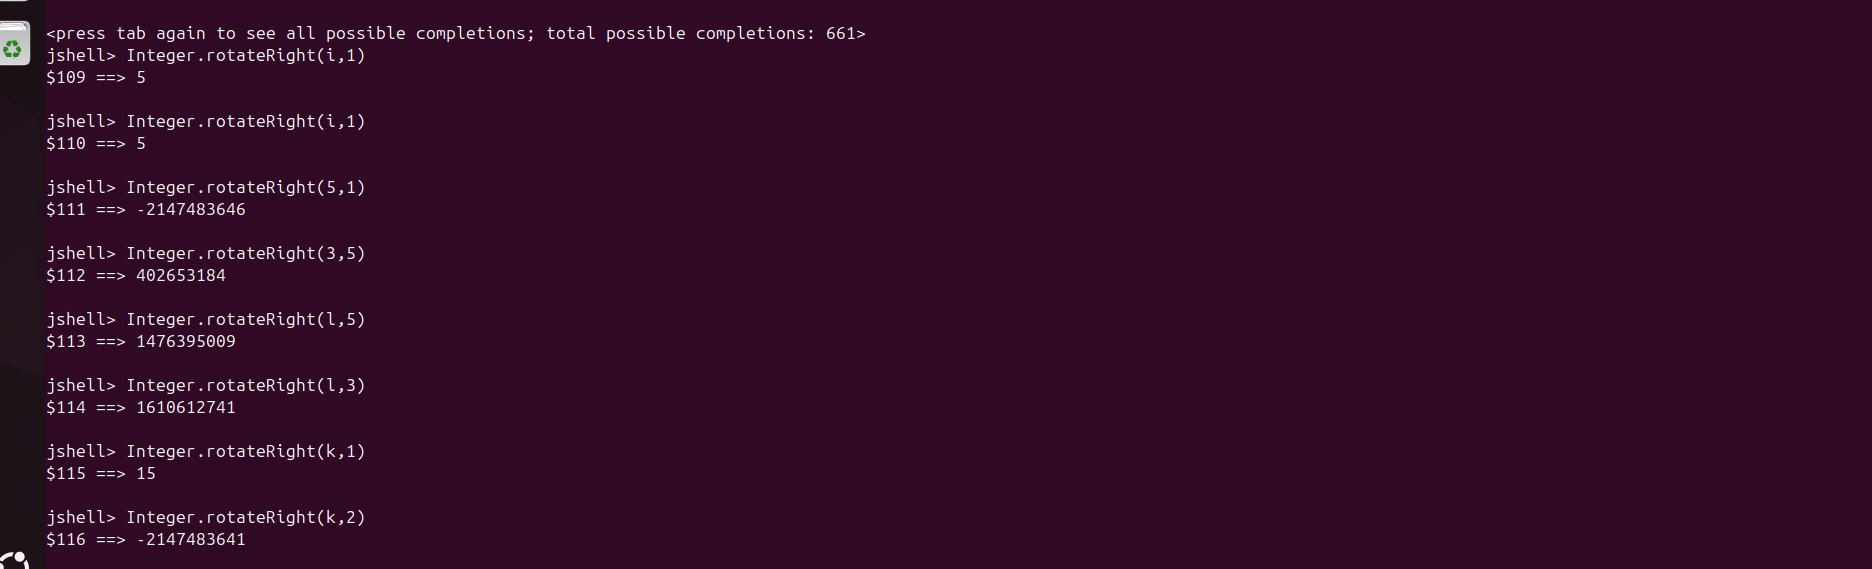 <press tab again to see all possible completions; total possible completions: 661>
jshell> Integer.rotateRight(i,1)
$109 ==> 5
jshell> Integer.rotateRight(i,1)
$110 ==> 5
jshell> Integer.rotateRight(5,1)
$111 ==> -2147483646
jshell> Integer.rotateRight(3,5)
$112 ==> 402653184
jshell> Integer.rotateRight(l,5)
$113 ==> 1476395009
jshell> Integer.rotateRight(l,3)
$114 ==> 1610612741
jshell> Integer.rotateRight(k,1)
$115 ==> 15
jshell> Integer.rotateRight(k,2)
$116 ==> -2147483641